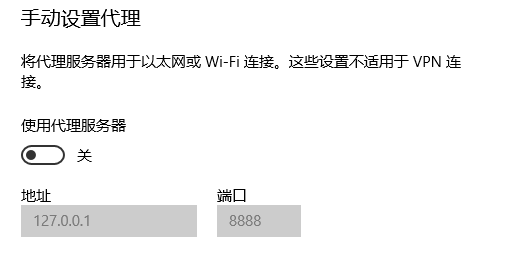 手动设置代理
将代理服务器用于以太网或 Wi-Fi 连接。这些设置不适用于 VPN 连
接。
使用代理服务器
关
地址 端口
127.0.0.1 8888